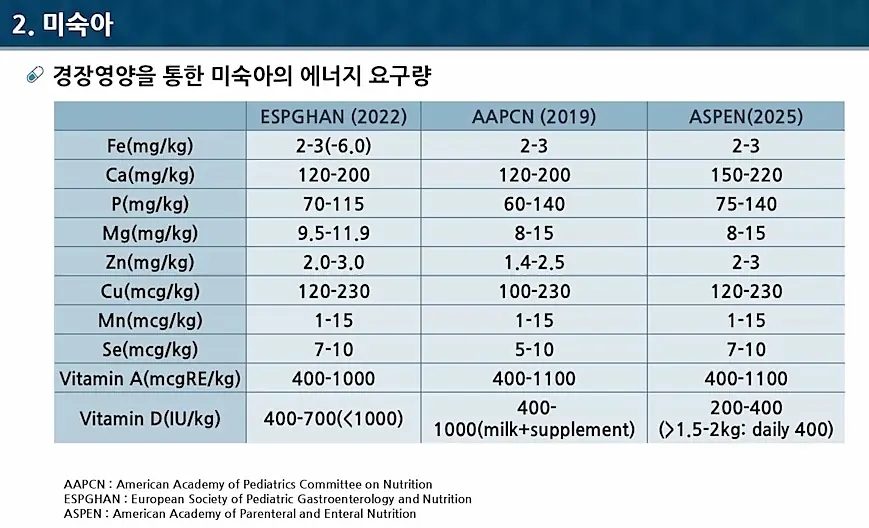 2. 미숙아
경장영양을 통한 미숙아의 에너지 요구량
ESPGHAN (2022) AAPCN (2019) ASPEN(2025)
Fe(mg/kg) 2-3(-6.0) 2-3 2-3
Ca(mg/kg) 120-200 120-200 150-220
P(mg/kg) 70-115 60-140 75-140
Mg(mg/kg) 9.5-11.9 8-15 8-15
Zn(mg/kg) 2.0-3.0 1.4-2.5 2-3
Cu(mcg/kg) 120-230 100-230 120-230
Mn(mcg/kg) 1-15 1-15 1-15
Se(mcg/kg) 7-10 5-10 7-10
Vitamin A(mcgRE/kg) 400-1000 400-1100 400-1100
Vitamin D(IU/kg) 400-700(<1000) 400-1000(milk+supplement) 200-400 (>1.5-2kg: daily 400)
AAPCN : American Academy of Pediatrics Committee on Nutrition
ESPGHAN : European Society of Pediatric Gastroenterology and Nutrition
ASPEN : American Academy of Parenteral and Enteral Nutrition